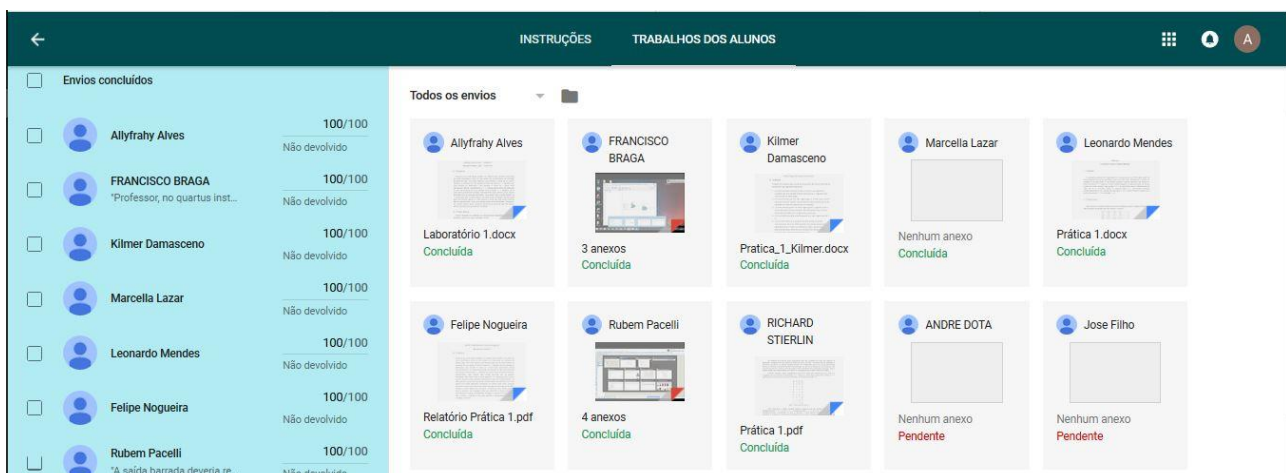 INSTRUÇÕES
TRABALHOS DOS ALUNOS
A
Envios concluídos
Allyfrahy Alves
100/100
Não devolvido
FRANCISCO BRAGA
"Professor, no quartus inst...
100/100
Não devolvido
Kilmer Damasceno
100/100
Não devolvido
Marcella Lazar
100/100
Não devolvido
Leonardo Mendes
100/100
Não devolvido
Felipe Nogueira
100/100
Não devolvido
Rubem Pacelli
"A saída barrada deveria re
100/100
Não devolvido
Todos os envios
Allyfrahy Alves
Laboratório 1.docx
Concluída
FRANCISCO
BRAGA
3 anexos
Concluída
Kilmer
Damasceno
Pratica_1_Kilmer.docx
Concluída
Marcella Lazar
Nenhum anexo
Concluída
Leonardo Mendes
Prática 1.docx
Concluída
Felipe Nogueira
Relatório Prática 1.pdf
Concluída
Rubem Pacelli
4 anexos
Concluída
RICHARD
STIERLIN
Prática 1.pdf
Concluída
ANDRE DOTA
Nenhum anexo
Pendente
Jose Filho
Nenhum anexo
Pendente